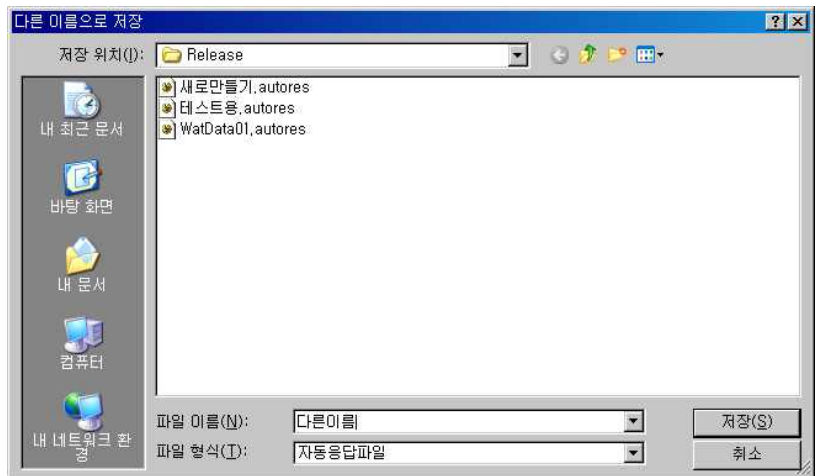 다른 이름으로 저장
저장 위치(I): Release
새로만들기.autores
테스트용.autores
WatData01.autores
내 최근 문서
바탕 화면
내 문서
컴퓨터
내 네트워크 환
경
파일 이름(N): 다른이름 저장(S)
파일 형식(T): 자동응답파일 취소